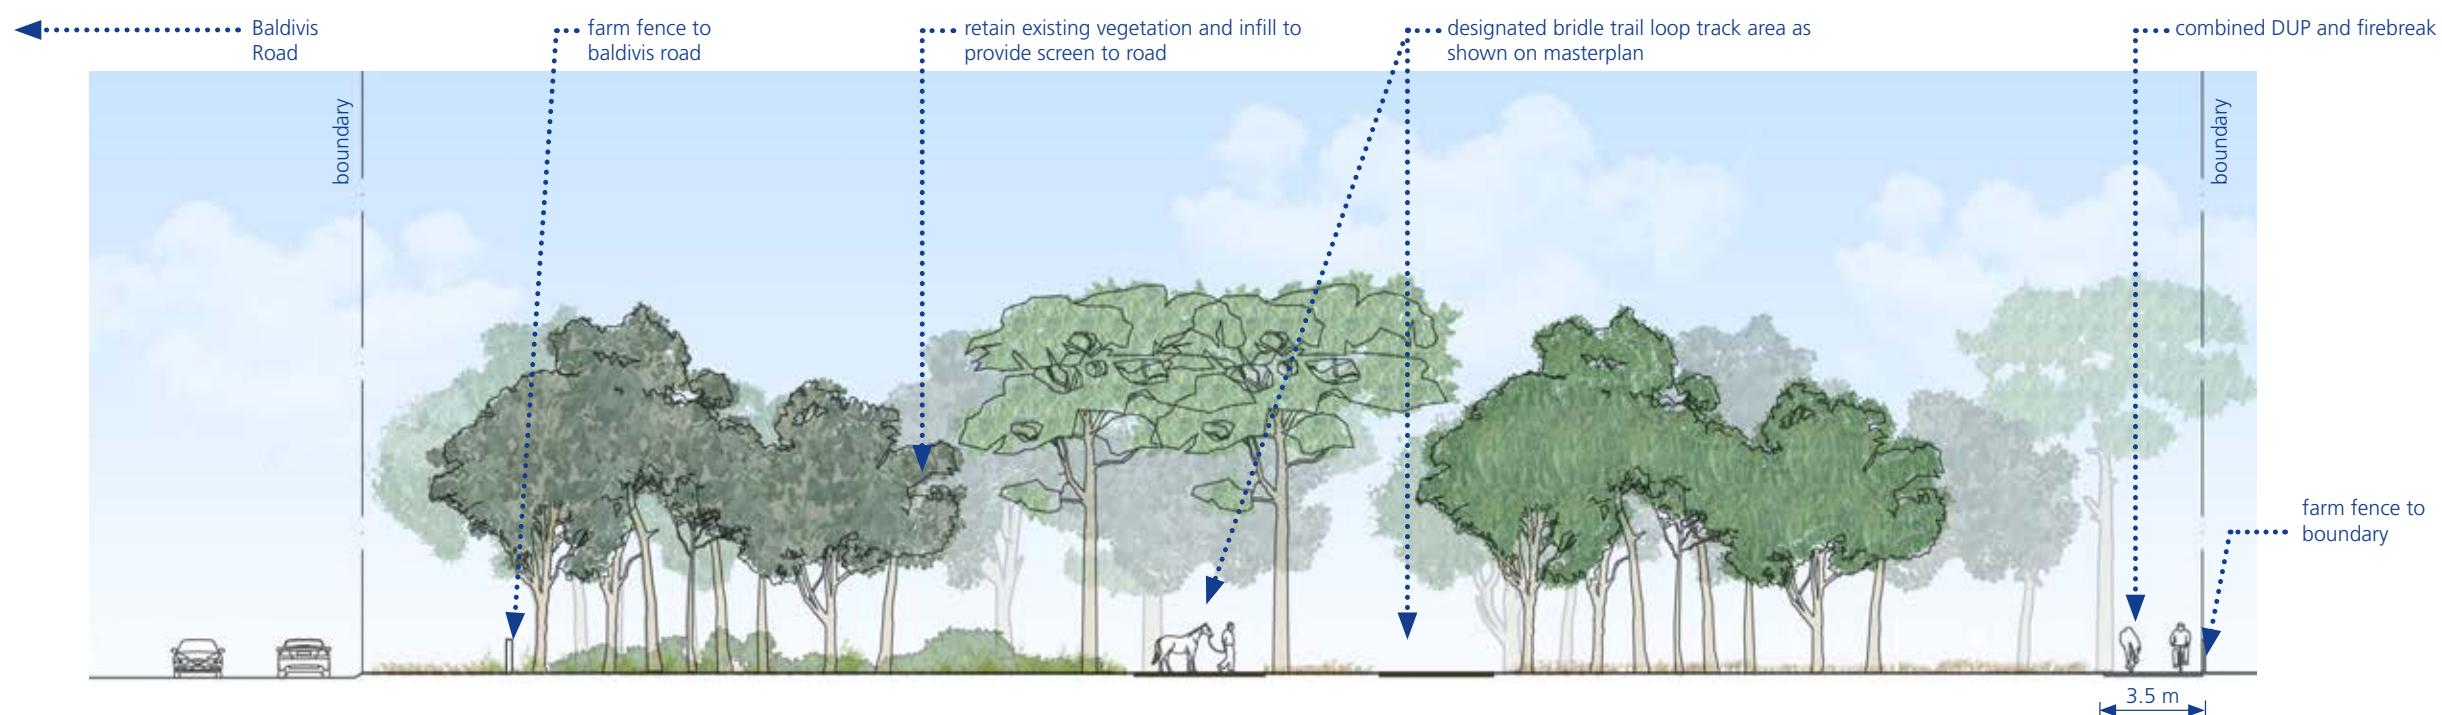 Baldivis
Road
farm fence to
baldivis road
retain existing vegetation and infill to
provide screen to road
designated bridle trail loop track area as
shown on masterplan
combined DUP and firebreak
boundary
boundary
farm fence to
boundary
3.5 m